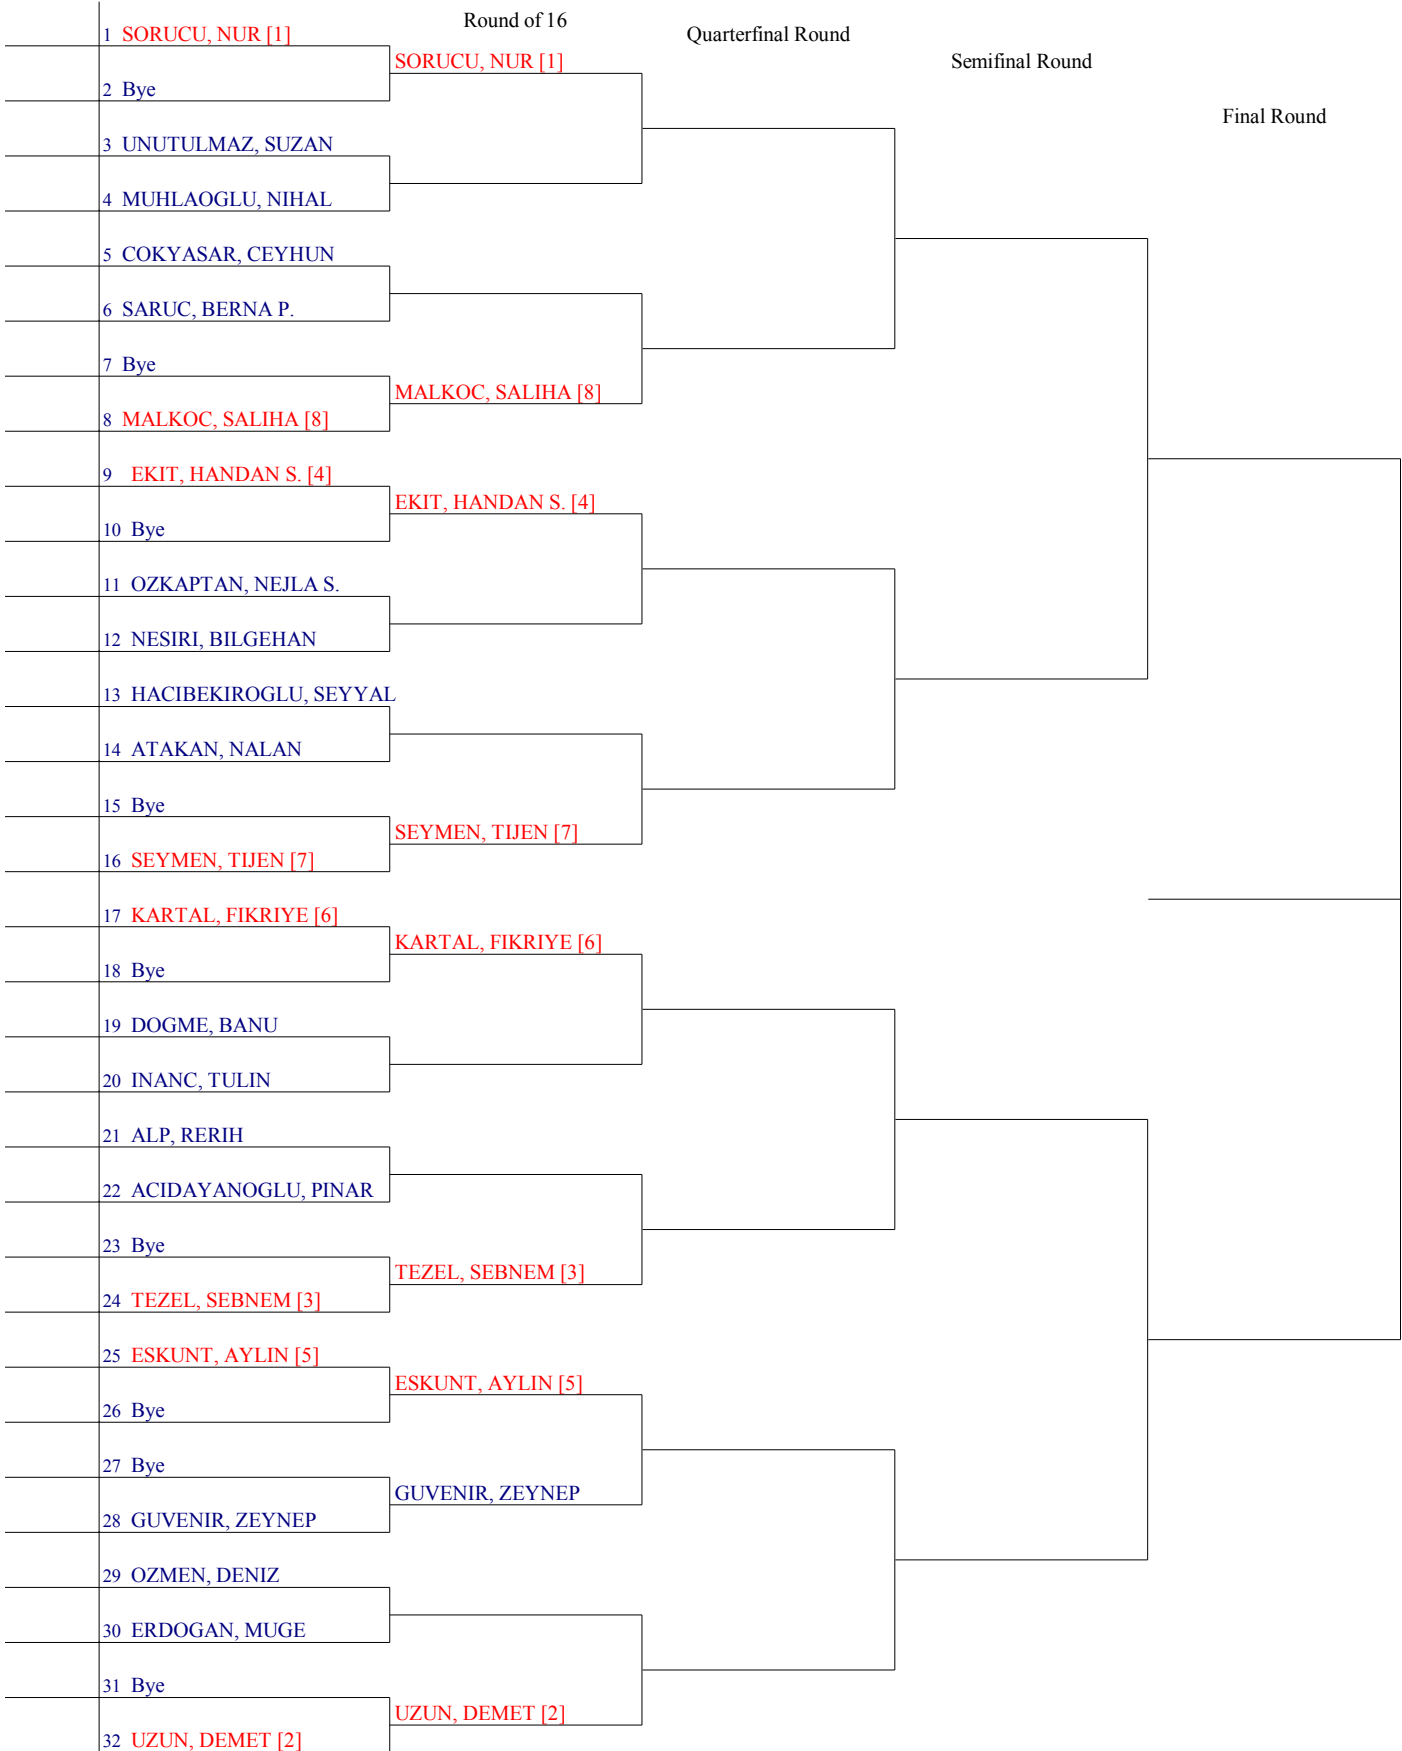 Round of 16
Quarterfinal Round
Semifinal Round
Final Round
1 SORUCU, NUR [1]
SORUCU, NUR [1]
2 Bye
3 UNUTULMAZ, SUZAN
4 MUHLAOGLU, NIHAL
5 COKYASAR, CEYHUN
6 SARUC, BERNA P.
7 Bye
MALKOC, SALIHA [8]
8 MALKOC, SALIHA [8]
9 EKIT, HANDAN S. [4]
EKIT, HANDAN S. [4]
10 Bye
11 OZKAPTAN, NEJLA S.
12 NESIRI, BILGEHAN
13 HACIBEKIROGLU, SEYYAL
14 ATAKAN, NALAN
15 Bye
SEYMEN, TIJEN [7]
16 SEYMEN, TIJEN [7]
17 KARTAL, FIKRIYE [6]
KARTAL, FIKRIYE [6]
18 Bye
19 DOGME, BANU
20 INANC, TULIN
21 ALP, RERIH
22 ACIDAYANOGLU, PINAR
23 Bye
TEZEL, SEBNEM [3]
24 TEZEL, SEBNEM [3]
25 ESKUNT, AYLIN [5]
ESKUNT, AYLIN [5]
26 Bye
27 Bye
GUVENIR, ZEYNEP
28 GUVENIR, ZEYNEP
29 OZMEN, DENIZ
30 ERDOGAN, MUGE
31 Bye
UZUN, DEMET [2]
32 UZUN, DEMET [2]